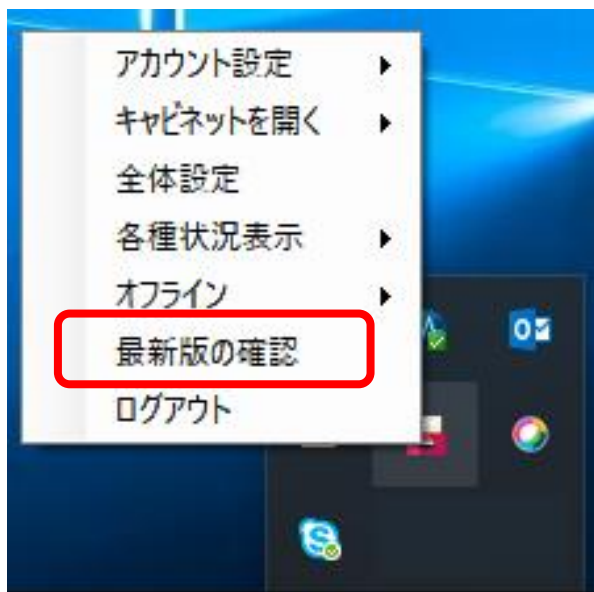 アカウント設定
キャビネットを開く
全体設定
各種状況表示
オフライン
最新版の確認
ログアウト